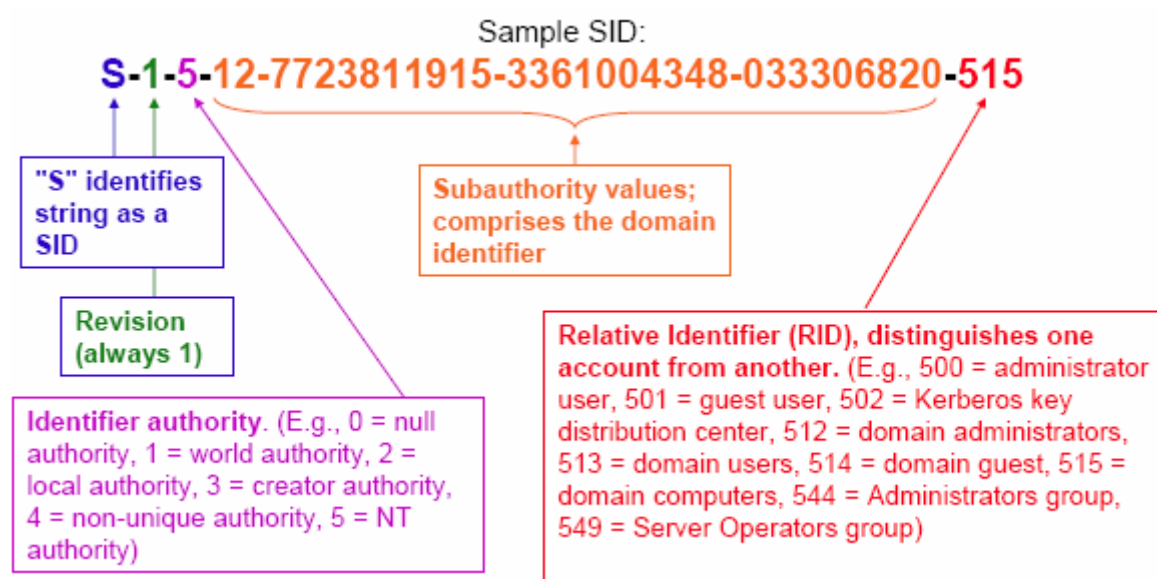 Sample SID:
S-1-5-12-7723811915-3361004348-033306820-515
"S" identifies
string as a
SID
Subauthority values;
comprises the domain
identifier
Revision
(always 1)
Relative Identifier (RID), distinguishes one
account from another. (E.g., 500 = administrator
user, 501 = guest user, 502 = Kerberos key
distribution center, 512 = domain administrators,
513 = domain users, 514 = domain guest, 515 =
domain computers, 544 = Administrators group,
549 = Server Operators group)
Identifier authority. (E.g., 0 = null
authority, 1 = world authority, 2 =
local authority, 3 = creator authority,
4 = non-unique authority, 5 = NT
authority)